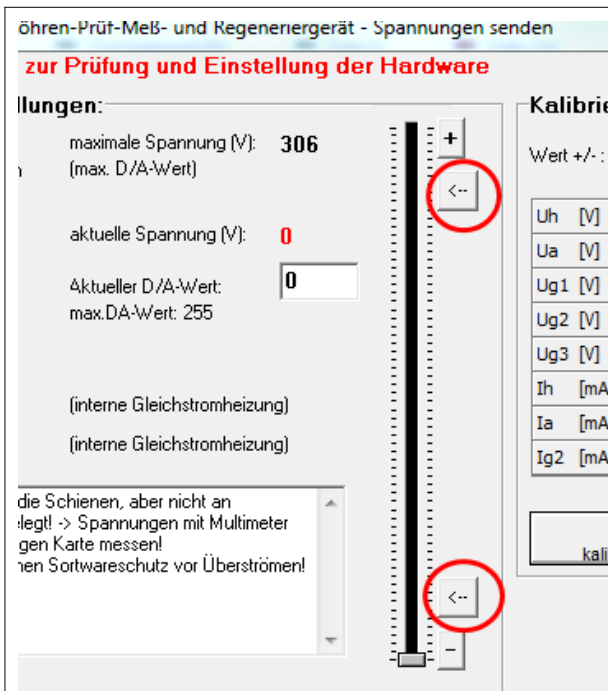 öhren-Prüf-Meß- und Regeneriergerät - Spannungen senden
zur Prüfung und Einstellung der Hardware
llungen:
maximale Spannung (V): 306
(max. D/A-Wert)
aktuelle Spannung (V): 0
Aktueller D/A-Wert: 0
max.DA-Wert: 255
(interne Gleichstromheizung)
(interne Gleichstromheizung)
die Schienen, aber nicht an
elegt! -> Spannungen mit Multimeter
gen Karte messen!
nen Sortwareschutz vor Überströmen!
+
<--
<--
-
Kalibrie
Wert +/- :
Uh [V]
Ua [V]
Ug1 [V]
Ug2 [V]
Ug3 [V]
Ih [mA
Ia [mA
Ig2 [mA
kali